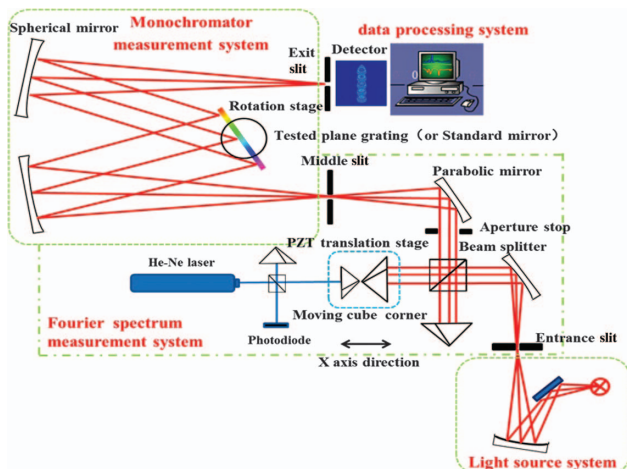 Monochromator
measurement system
Spherical mirror
data processing system
Exit
slit
Detector
Rotation stage
Tested plane grating (or Standard mirror)
Middle slit
Parabolic mirror
Aperture stop
PZT translation stage
Beam splitter
He-Ne laser
Moving cube corner
Photodiode
Fourier spectrum
measurement system
X axis direction
Entrance slit
Light source system